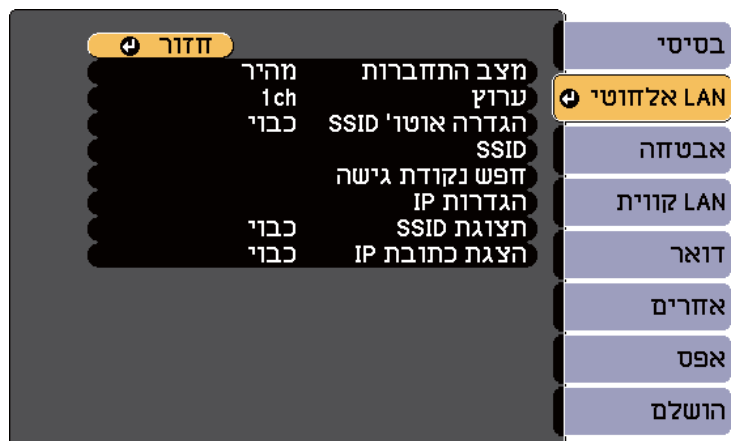 בסיסי
LAN אלחוטי
אבטחה
LAN קווית
דואר
אחרים
אפס
הושלם
חזור
מצב התחברות מהיר
ערוץ 1ch
הגדרה אוטו' SSID כבוי
SSID
חפש נקודת גישה
הגדרות IP
תצוגת SSID כבוי
הצגת כתובת IP כבוי